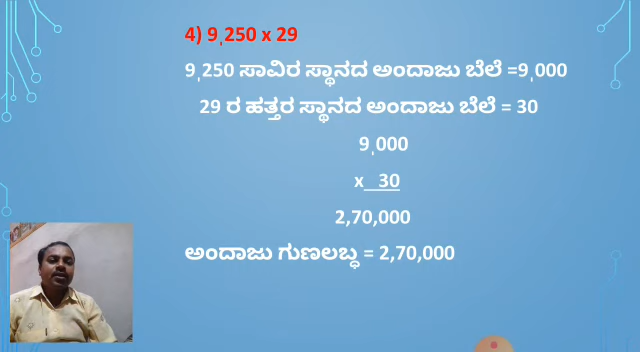 4) 9,250 x 29
9,250 ಸಾವಿರ ಸ್ಥಾನದ ಅಂದಾಜು ಬೆಲೆ =9,000
29 ರ ಹತ್ತರ ಸ್ಥಾನದ ಅಂದಾಜು ಬೆಲೆ = 30
9,000
x 30
2,70,000
ಅಂದಾಜು ಗುಣಲಬ್ಧ = 2,70,000